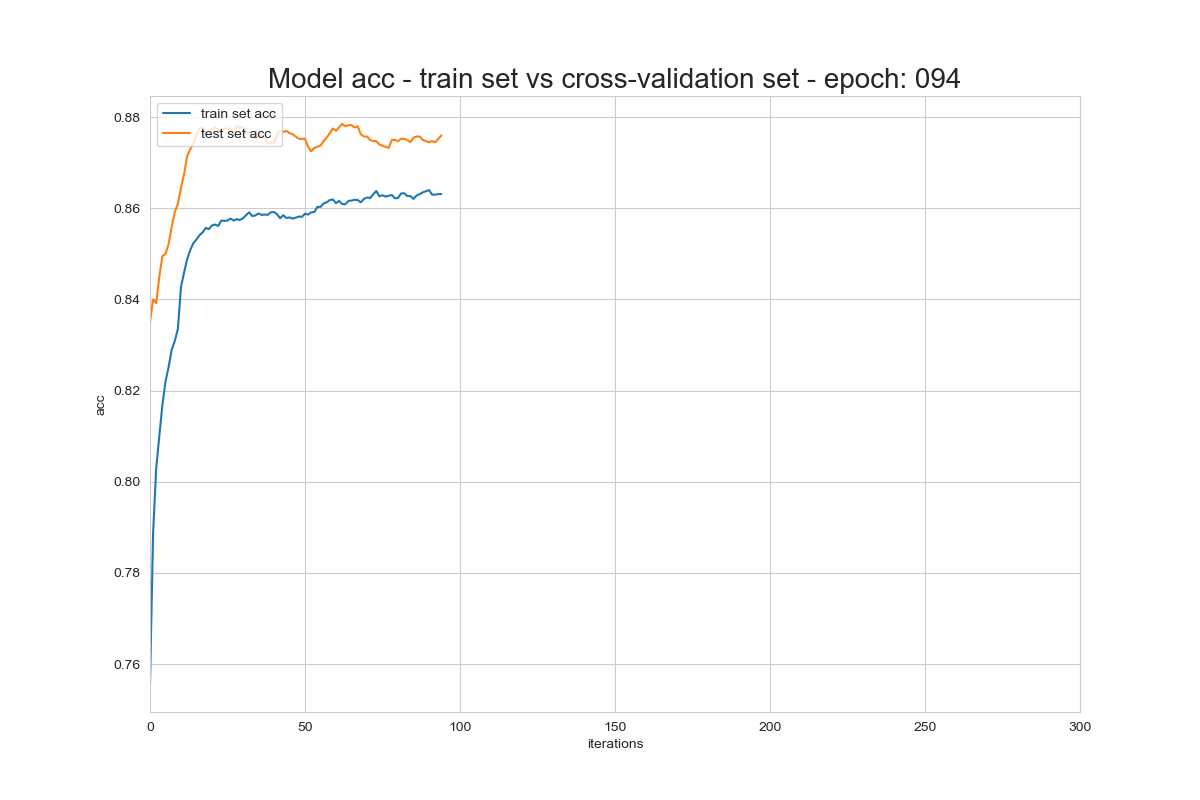 Model acc - train set vs cross-validation set - epoch: 094
train set acc
test set acc
0.88
0.86
0.84
0.82
0.80
0.78
0.76
acc
0 50 100 150 200 250 300
iterations